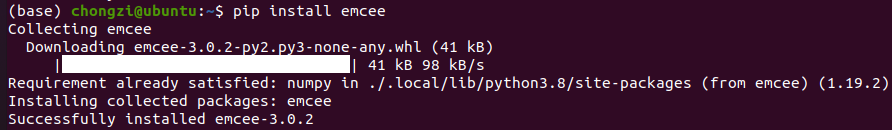 (base) chongzi@ubuntu:~$ pip install emcee
Collecting emcee
  Downloading emcee-3.0.2-py2.py3-none-any.whl (41 kB)
     |████████████████████████████████| 41 kB 98 kB/s
Requirement already satisfied: numpy in ./.local/lib/python3.8/site-packages (from emcee) (1.19.2)
Installing collected packages: emcee
Successfully installed emcee-3.0.2